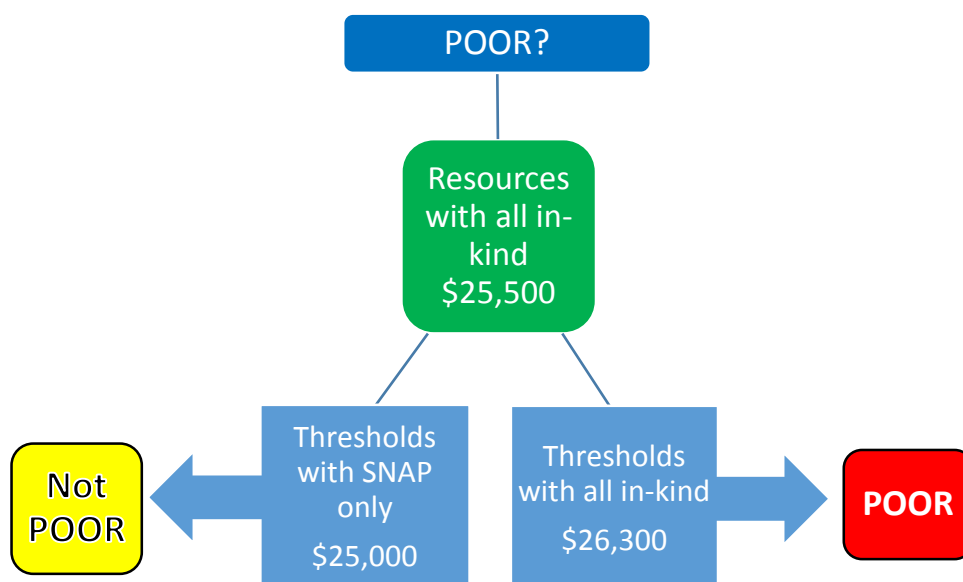 POOR?
Resources
with all in-
kind
$25,500
Thresholds
with SNAP
only
$25,000
Thresholds
with all in-kind
$26,300
Not
POOR
POOR